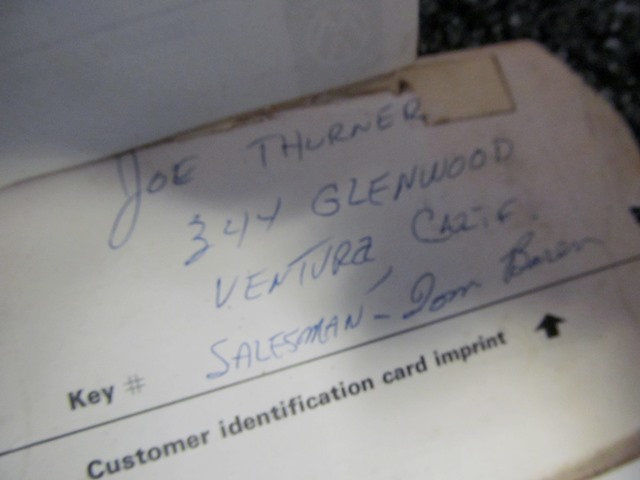 JOE THURNER
344 GLENWOOD
VENTURA, CALIF.
SALESMAN - Tom
Key #
Customer identification card imprint